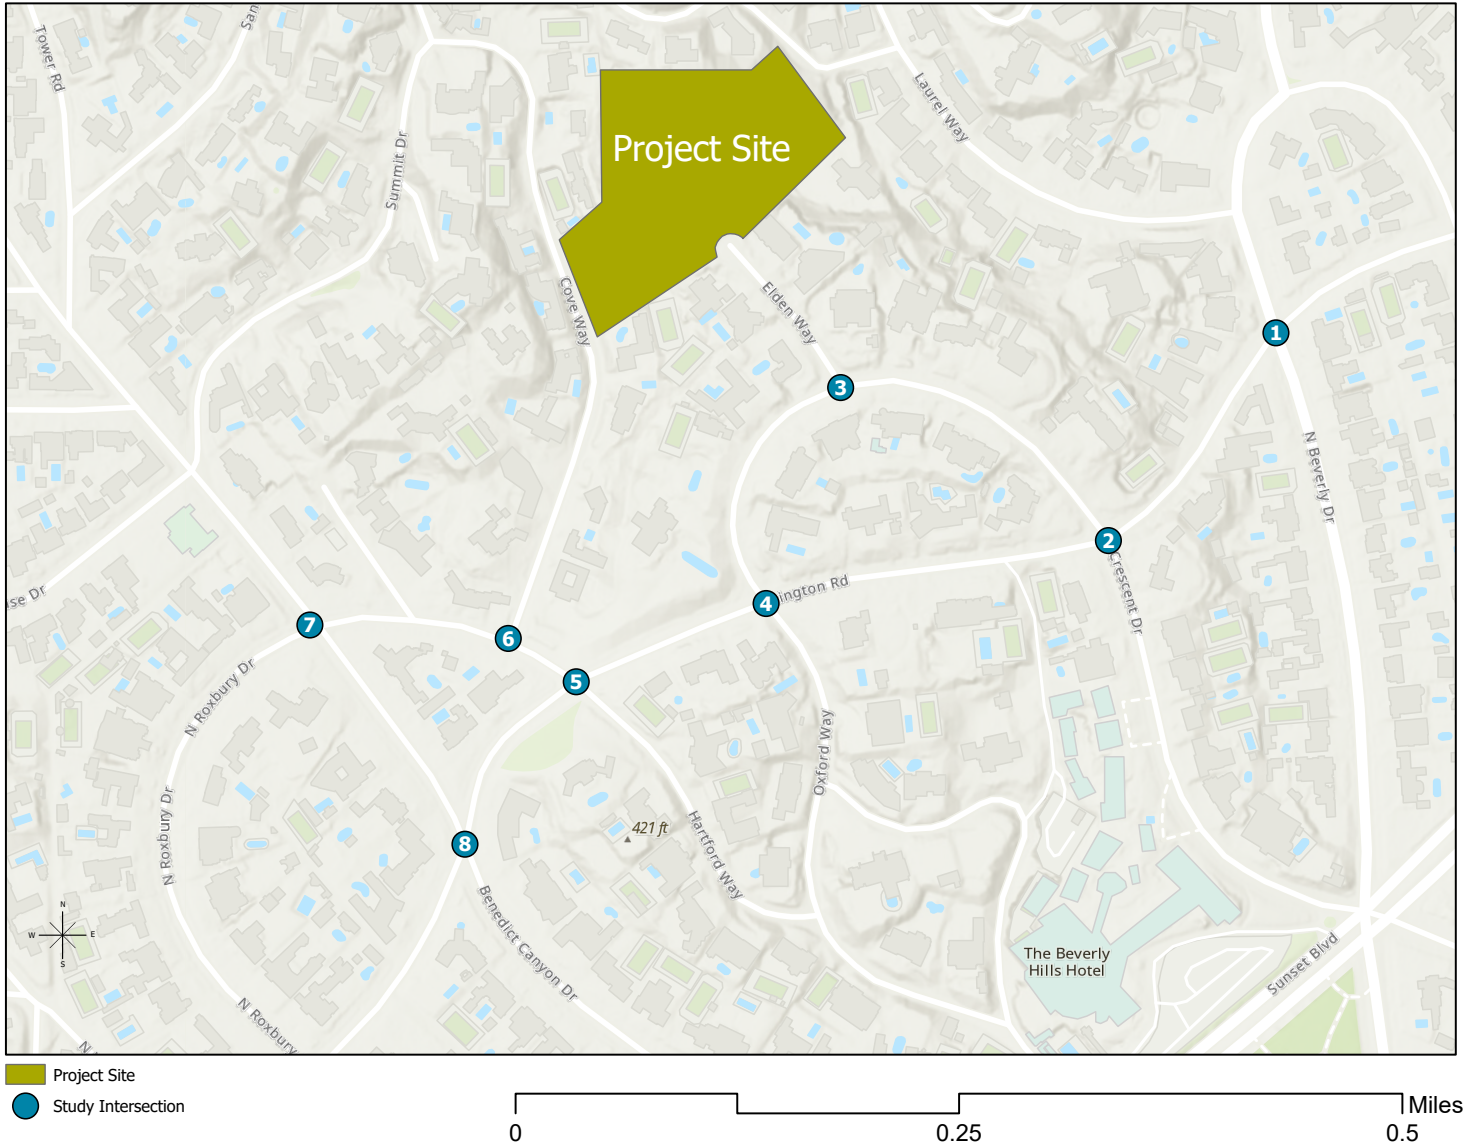 Tower Rd
San
Summit Dr
Project Site
Laurel Way
Cove Way
Elden Way
1
3
N Beverly Dr
2
Crescent Dr
ington Rd
4
ise Dr
7
6
5
N Roxbury Dr
N Roxbury Dr
Oxford Way
421 ft
Hartford Way
8
Benedict Canyon Dr
N
W
E
S
The Beverly
Hills Hotel
Sunset Blvd
N Roxbury
N
Project Site
Study Intersection
Miles
0
0.25
0.5